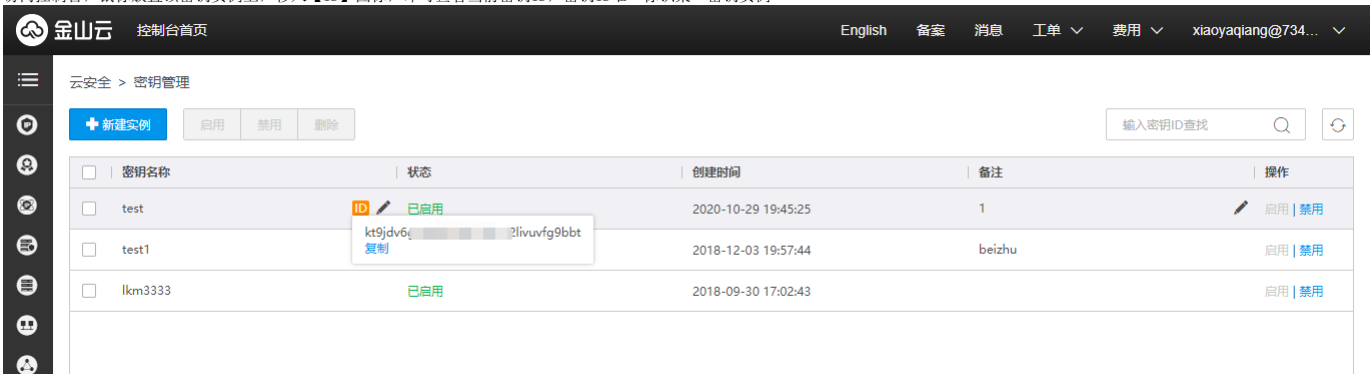 金山云 控制台首页 English 备案 消息 工单 费用 xiaoyaqiang@734...
云安全 > 密钥管理
新建实例 启用 禁用 删除 输入密钥ID查找
密钥名称 状态 创建时间 备注 操作
test ID 已启用 2020-10-29 19:45:25 1 启用 | 禁用
kt9jdv6 2livuvfg9bbt
复制
test1 2018-12-03 19:57:44 beizhu 启用 | 禁用
lkm3333 已启用 2018-09-30 17:02:43 启用 | 禁用